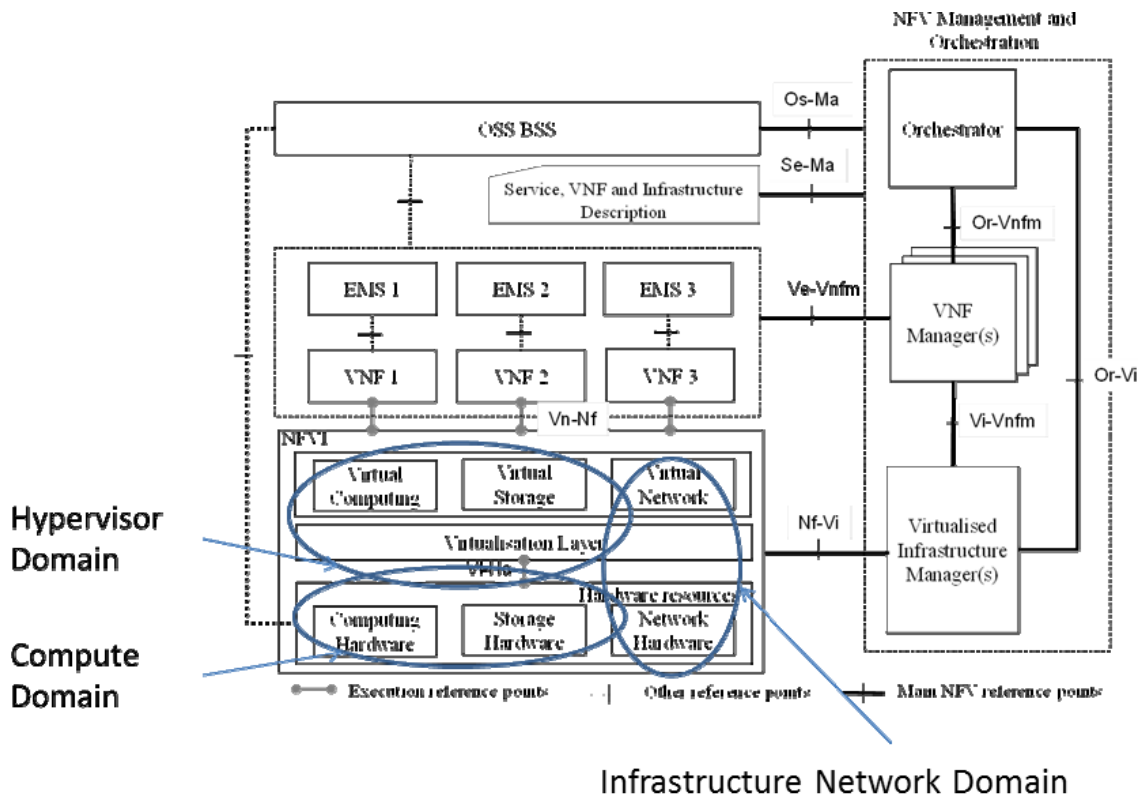 NFV Management and
Orchestration
Os-Ma
OSS BSS
Orchestrator
Se-Ma
Service, VNF and Infrastructure
Description
Or-Vnfm
EMS 1
EMS 2
EMS 3
Ve-Vnfm
VNF
Manager(s)
VNF 1
VNF 2
VNF 3
Or-Vi
Vn-Nf
Vi-Vnfm
NFVI
Virtual
Computing
Virtual
Storage
Virtual
Network
Hypervisor
Domain
Nf-Vi
Virtualised
Infrastructure
Manager(s)
Virtualisation Layer
Vl-Ha
Hardware resources
Computing
Hardware
Storage
Hardware
Network
Hardware
Compute
Domain
Execution reference points
Other reference points
Main NFV reference points
Infrastructure Network Domain